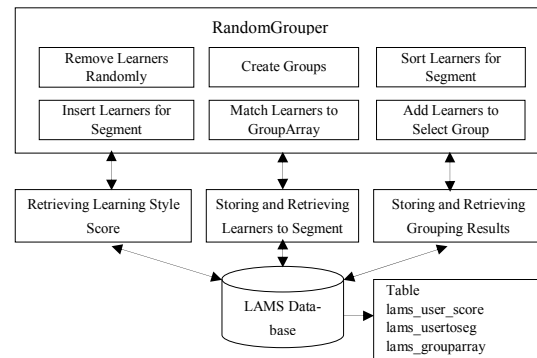 RandomGrouper
Remove Learners
Randomly
Create Groups
Sort Learners for
Segment
Insert Learners for
Segment
Match Learners to
GroupArray
Add Learners to
Select Group
Retrieving Learning Style
Score
Storing and Retrieving
Learners to Segment
Storing and Retrieving
Grouping Results
LAMS Data-
base
Table
lams_user_score
lams_usertoseg
lams_grouparray